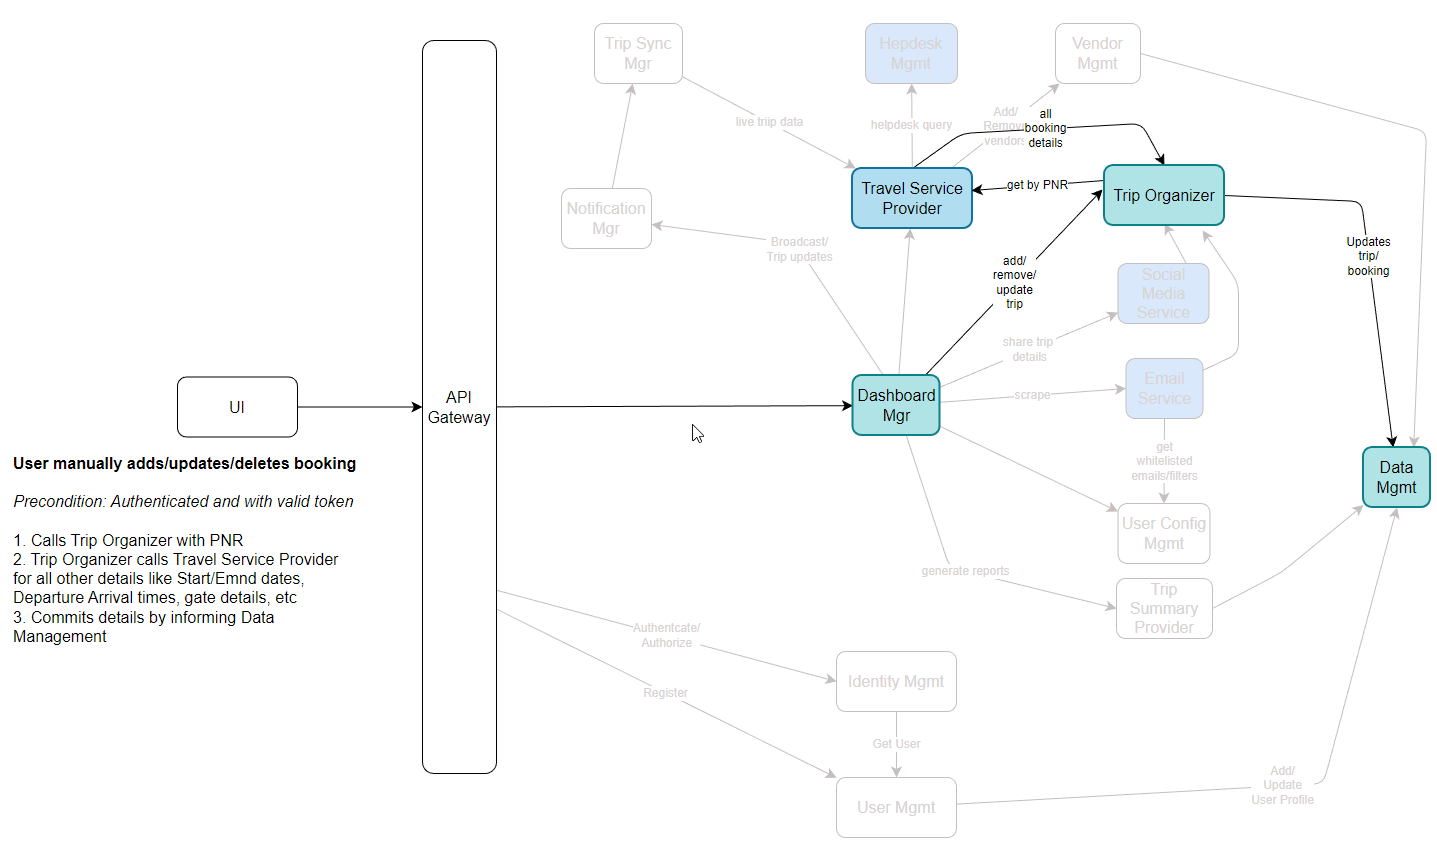 Trip Sync
Mgr
Hepdesk
Mgmt
Vendor
Mgmt
live triip data
helpdesk query
Add/
Remove
vendors
all
booking
details
Travel Service
Provider
get by PNR
Trip Organizer
Notification
Mgr
Broadcast/
Trip updates
add/
remove/
update
trip
Updates
trip/
booking
Social
Media
Service
share trip
details
UI
API
Gateway
Dashboard
Mgr
scrape
Email
Service
get
whitelisted
emails/filters
Data
Mgmt
User Config
Mgmt
User manually adds/updates/deletes booking
Precondition: Authenticated and with valid token
1. Calls Trip Organizer with PNR
2. Trip Organizer calls Travel Service Provider
for all other details like Start/Emnd dates,
Departure Arrival times, gate details, etc
3. Commits details by informing Data
Management
generate reports
Trip
Summary
Provider
Authentcate/
Authorize
Register
Identity Mgmt
Get User
User Mgmt
Add/
Update
User Profile